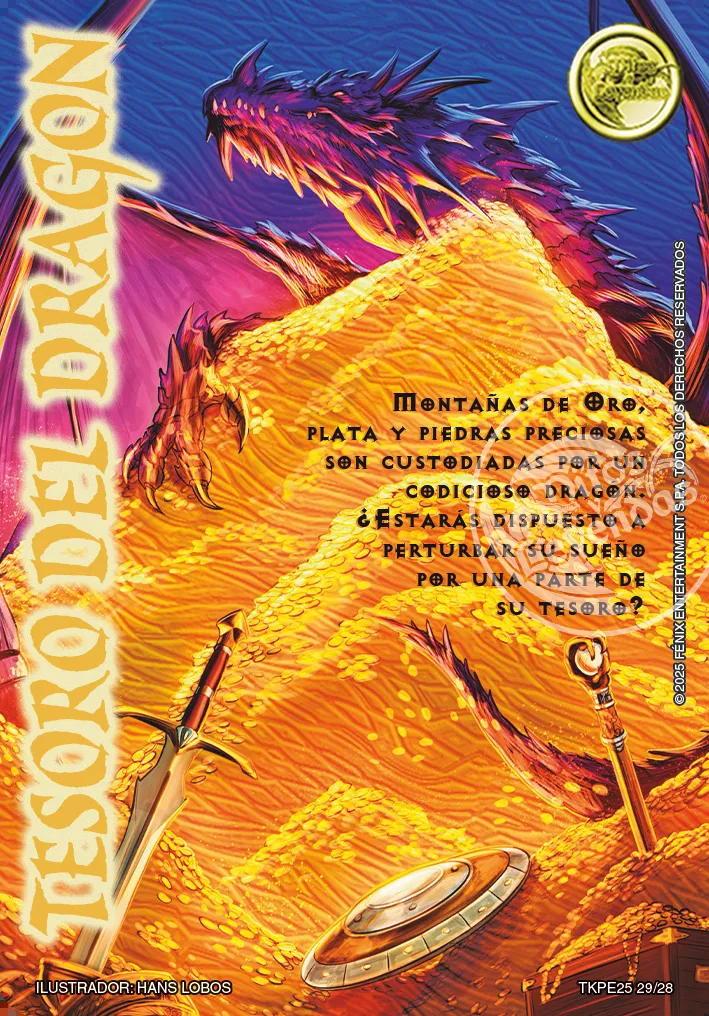 TESORO DEL DRAGON
Montañas de Oro,
plata y piedras preciosas
son custodiadas por un
codicioso dragon.
¿Estarás dispuesto a
perturbar su sueño
por una parte de
su tesoro?
© 2025 FÉNIX ENTERTAINMENT S.P.A. TODOS LOS DERECHOS RESERVADOS
ILUSTRADOR: HANS LOBOS
TKPE25 29/28